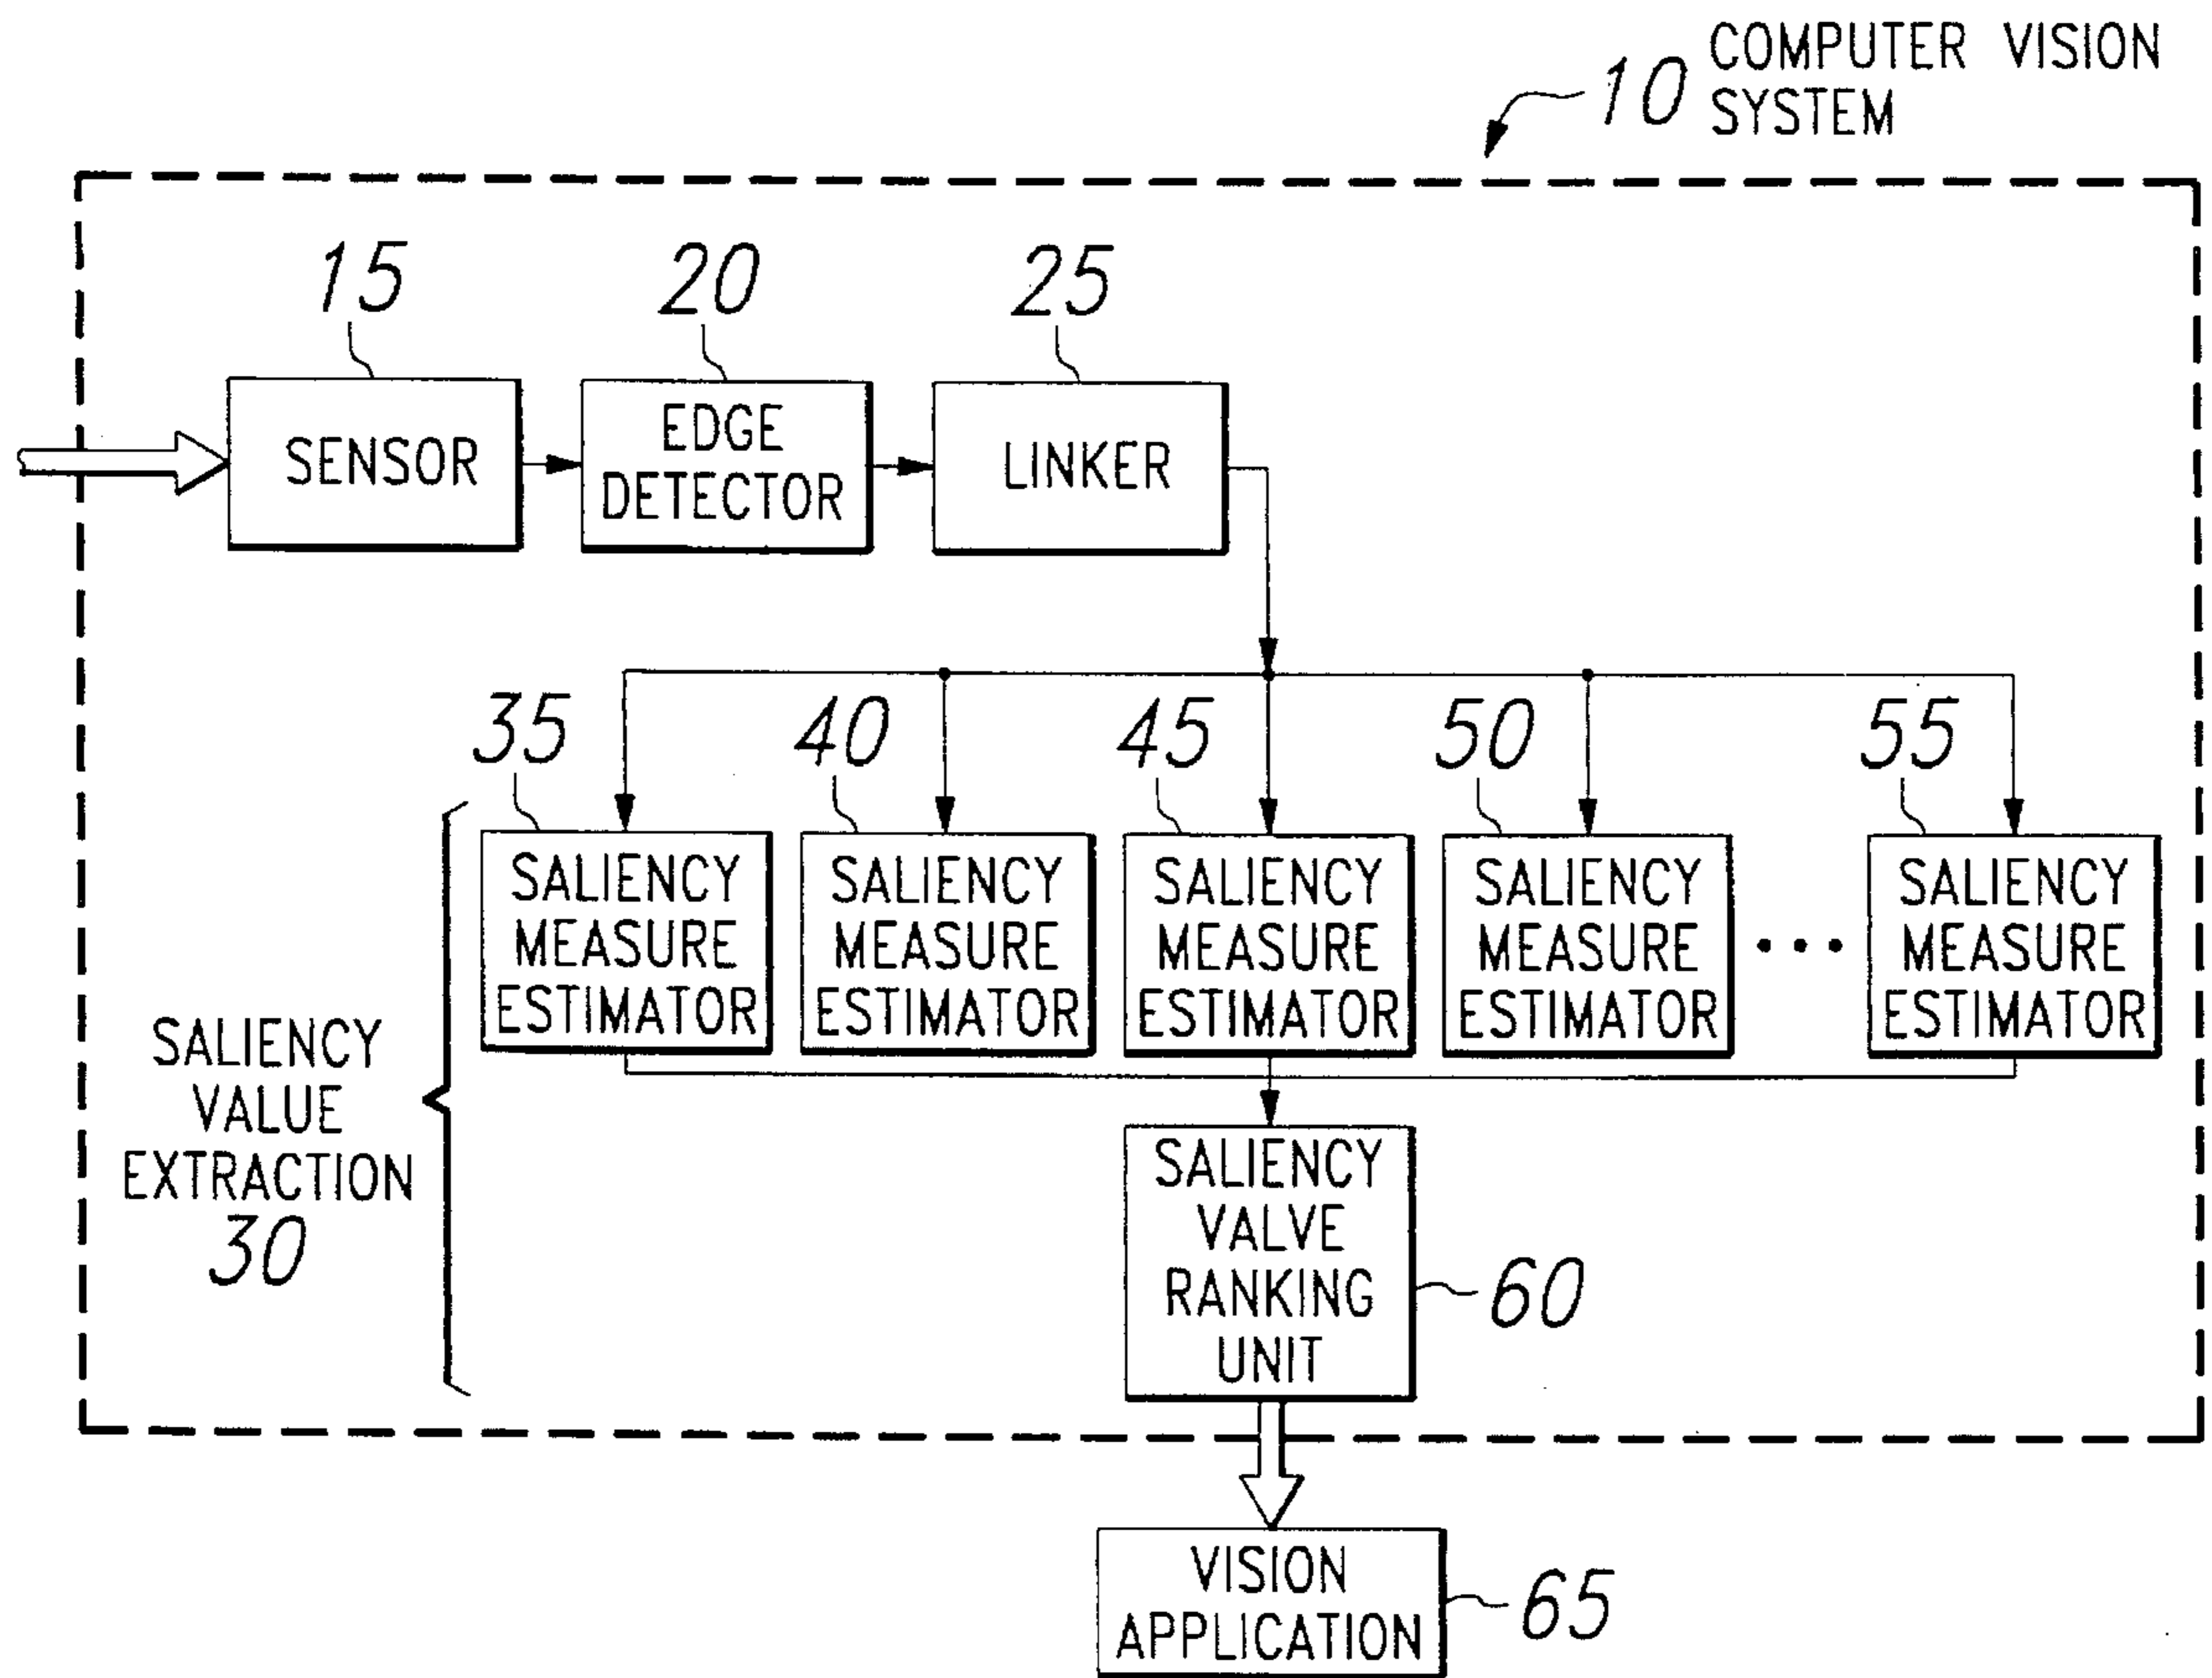 10 COMPUTER VISION
SYSTEM
15
20
25
SENSOR
EDGE
DETECTOR
LINKER
35
40
45
50
55
SALIENCY
MEASURE
ESTIMATOR
SALIENCY
MEASURE
ESTIMATOR
SALIENCY
MEASURE
ESTIMATOR
SALIENCY
MEASURE
ESTIMATOR
• • •
SALIENCY
MEASURE
ESTIMATOR
SALIENCY
VALUE
EXTRACTION
30
SALIENCY
VALVE
RANKING
UNIT
60
VISION
APPLICATION
65